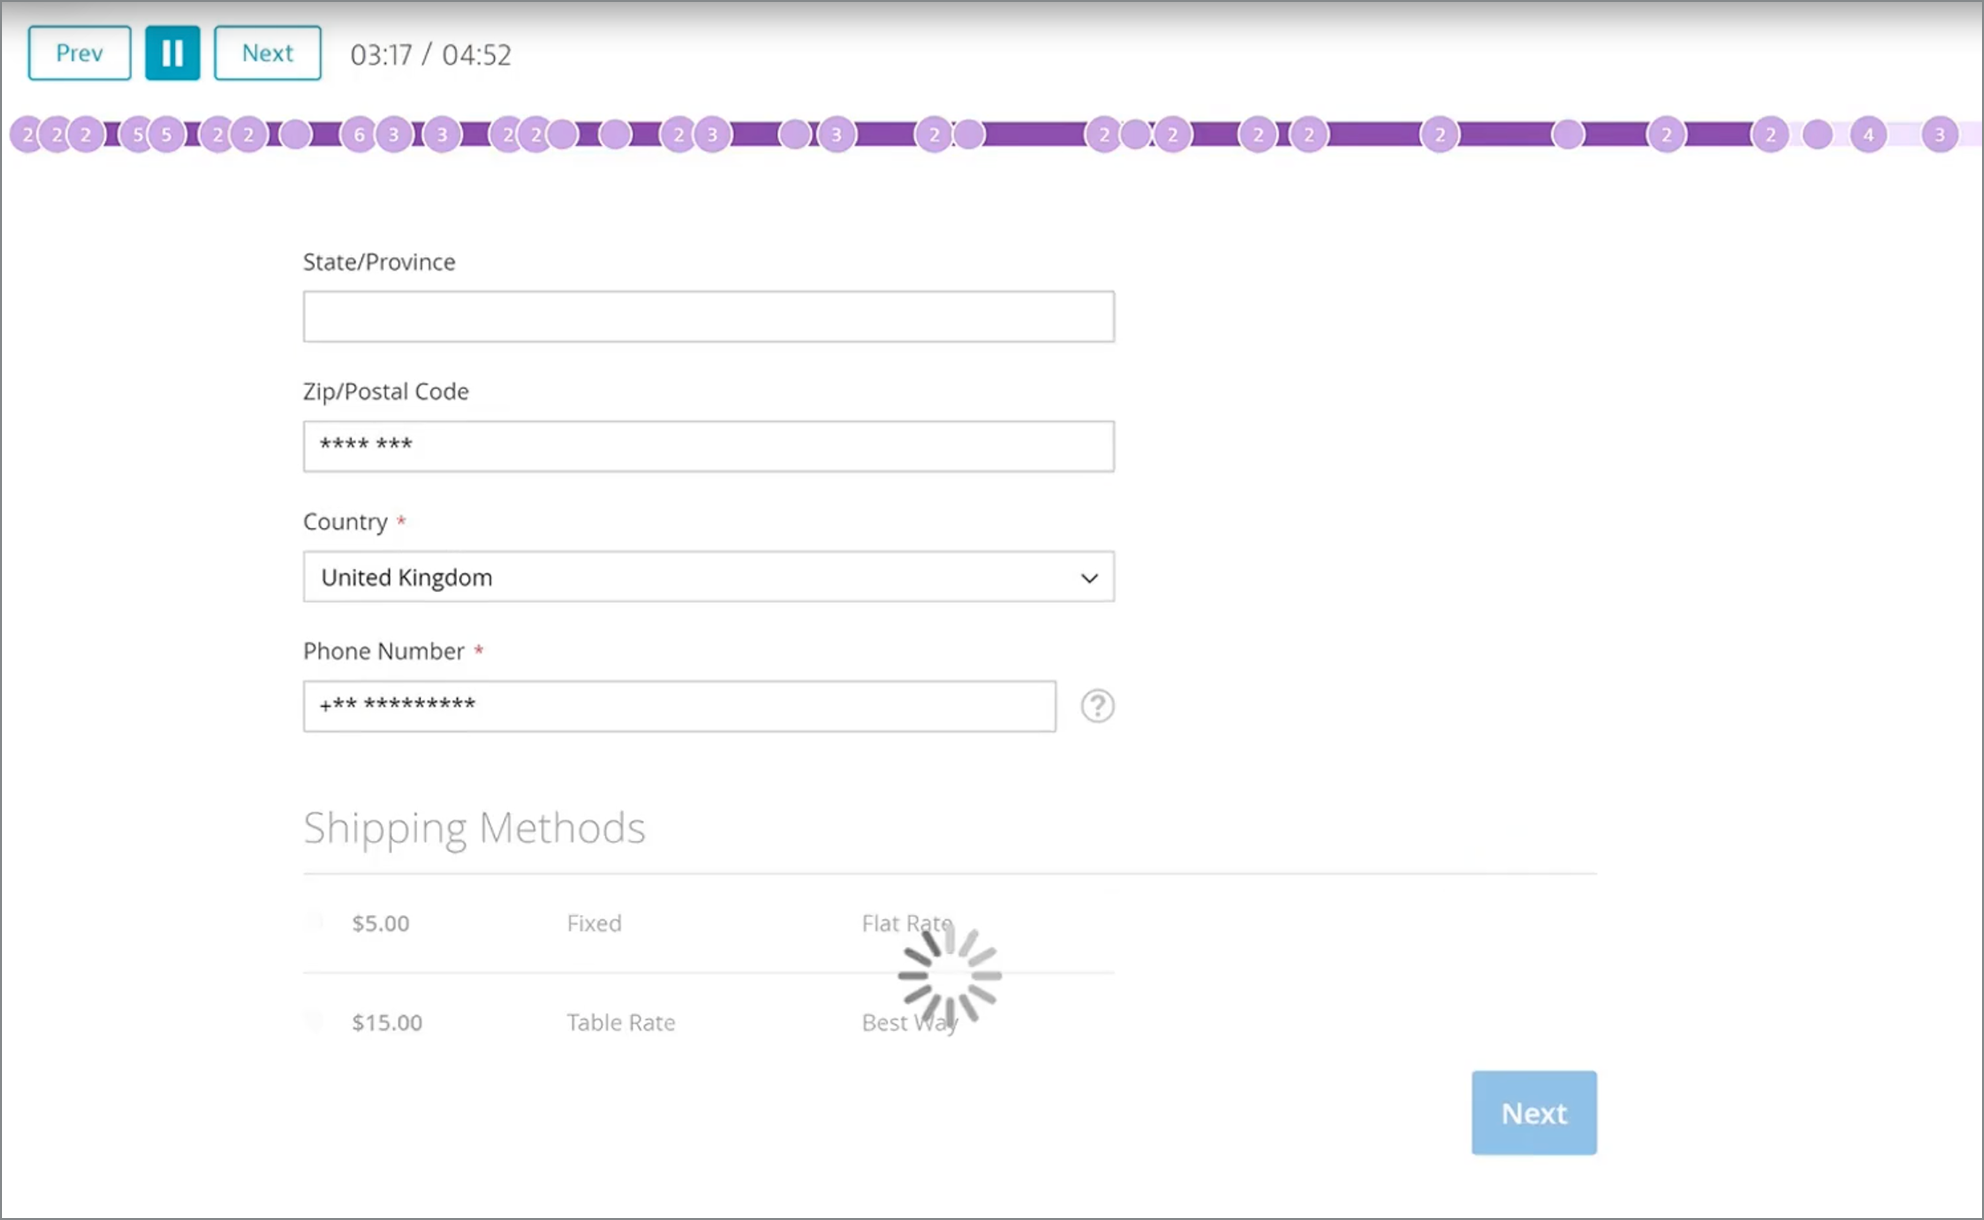 Prev Next 03:17 / 04:52
2 2 2 5 5 2 2 6 3 3 2 2 2 3 3 2 2 2 2 2 2 2 2 4 3
State/Province
Zip/Postal Code
**** ***
Country *
United Kingdom
Phone Number *
+** *********
?
Shipping Methods
$5.00 Fixed Flat Rate
$15.00 Table Rate Best Way
Next